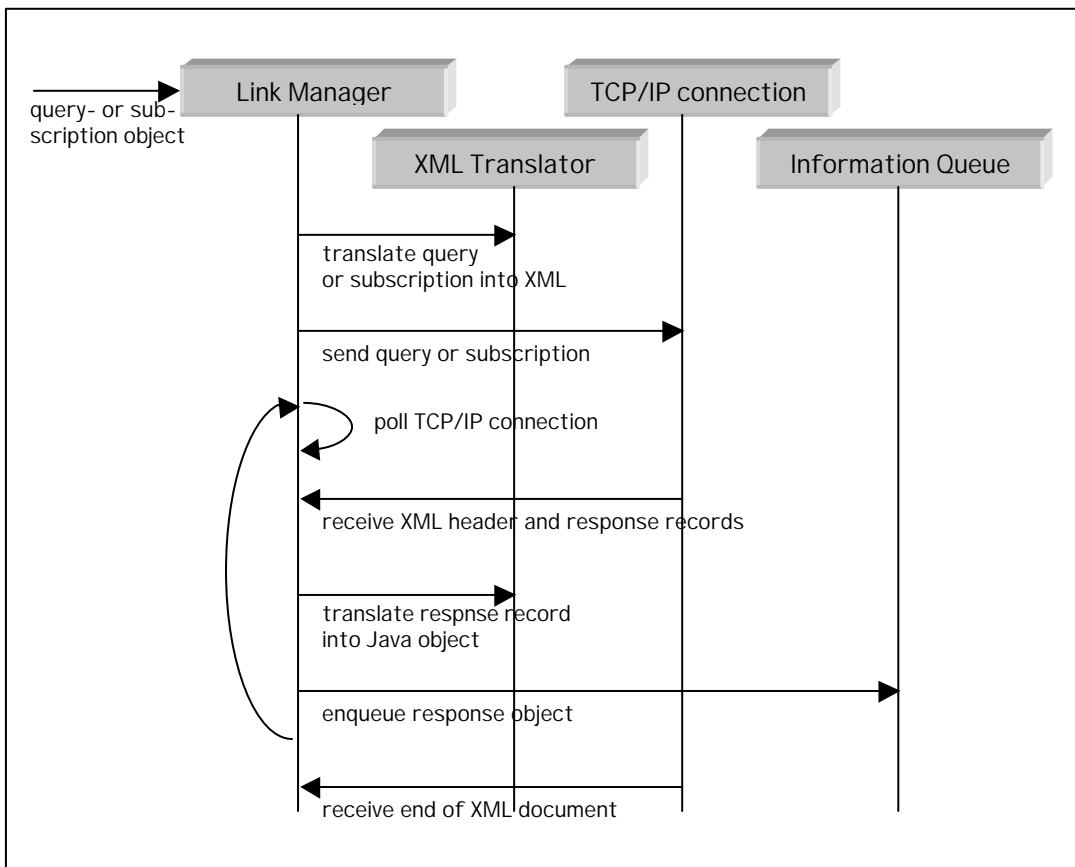 Link Manager
TCP/IP connection
query- or sub-
scription object
XML Translator
Information Queue
translate query
or subscription into XML
send query or subscription
poll TCP/IP connection
receive XML header and response records
translate respnse record
into Java object
enqueue response object
receive end of XML document